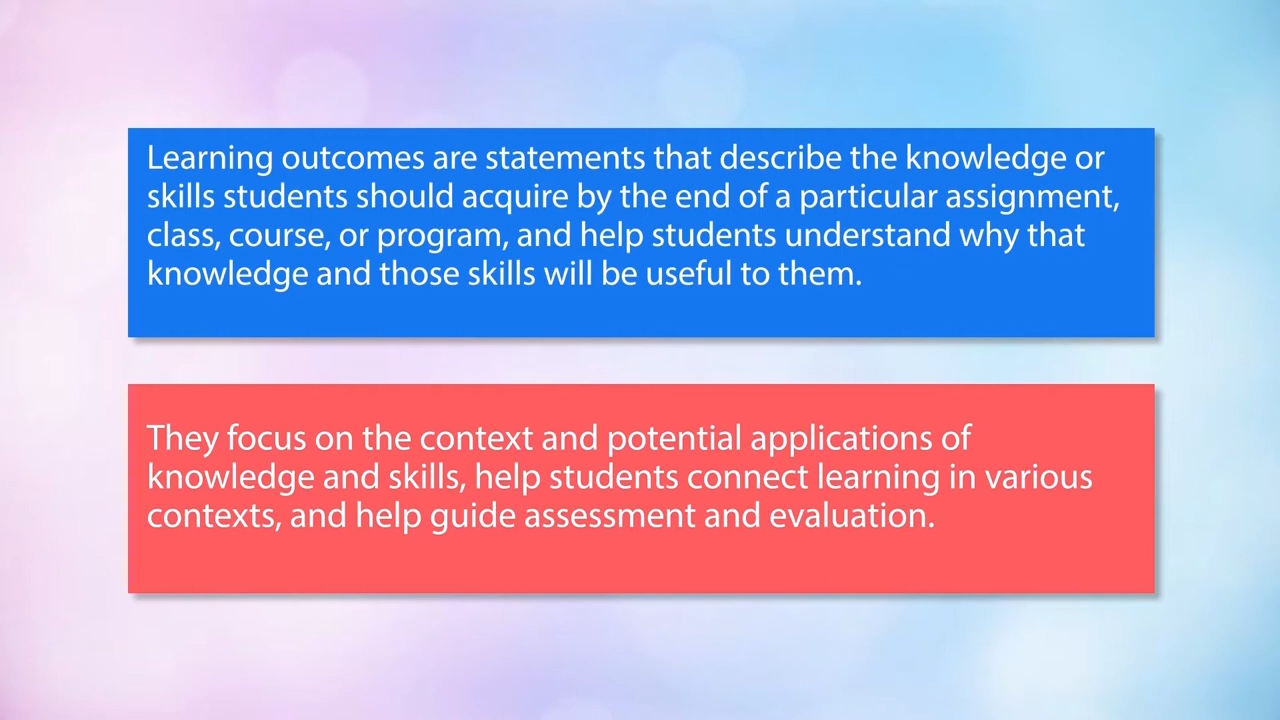 Learning outcomes are statements that describe the knowledge or
skills students should acquire by the end of a particular assignment,
class, course, or program, and help students understand why that
knowledge and those skills will be useful to them.
They focus on the context and potential applications of
knowledge and skills, help students connect learning in various
contexts, and help guide assessment and evaluation.